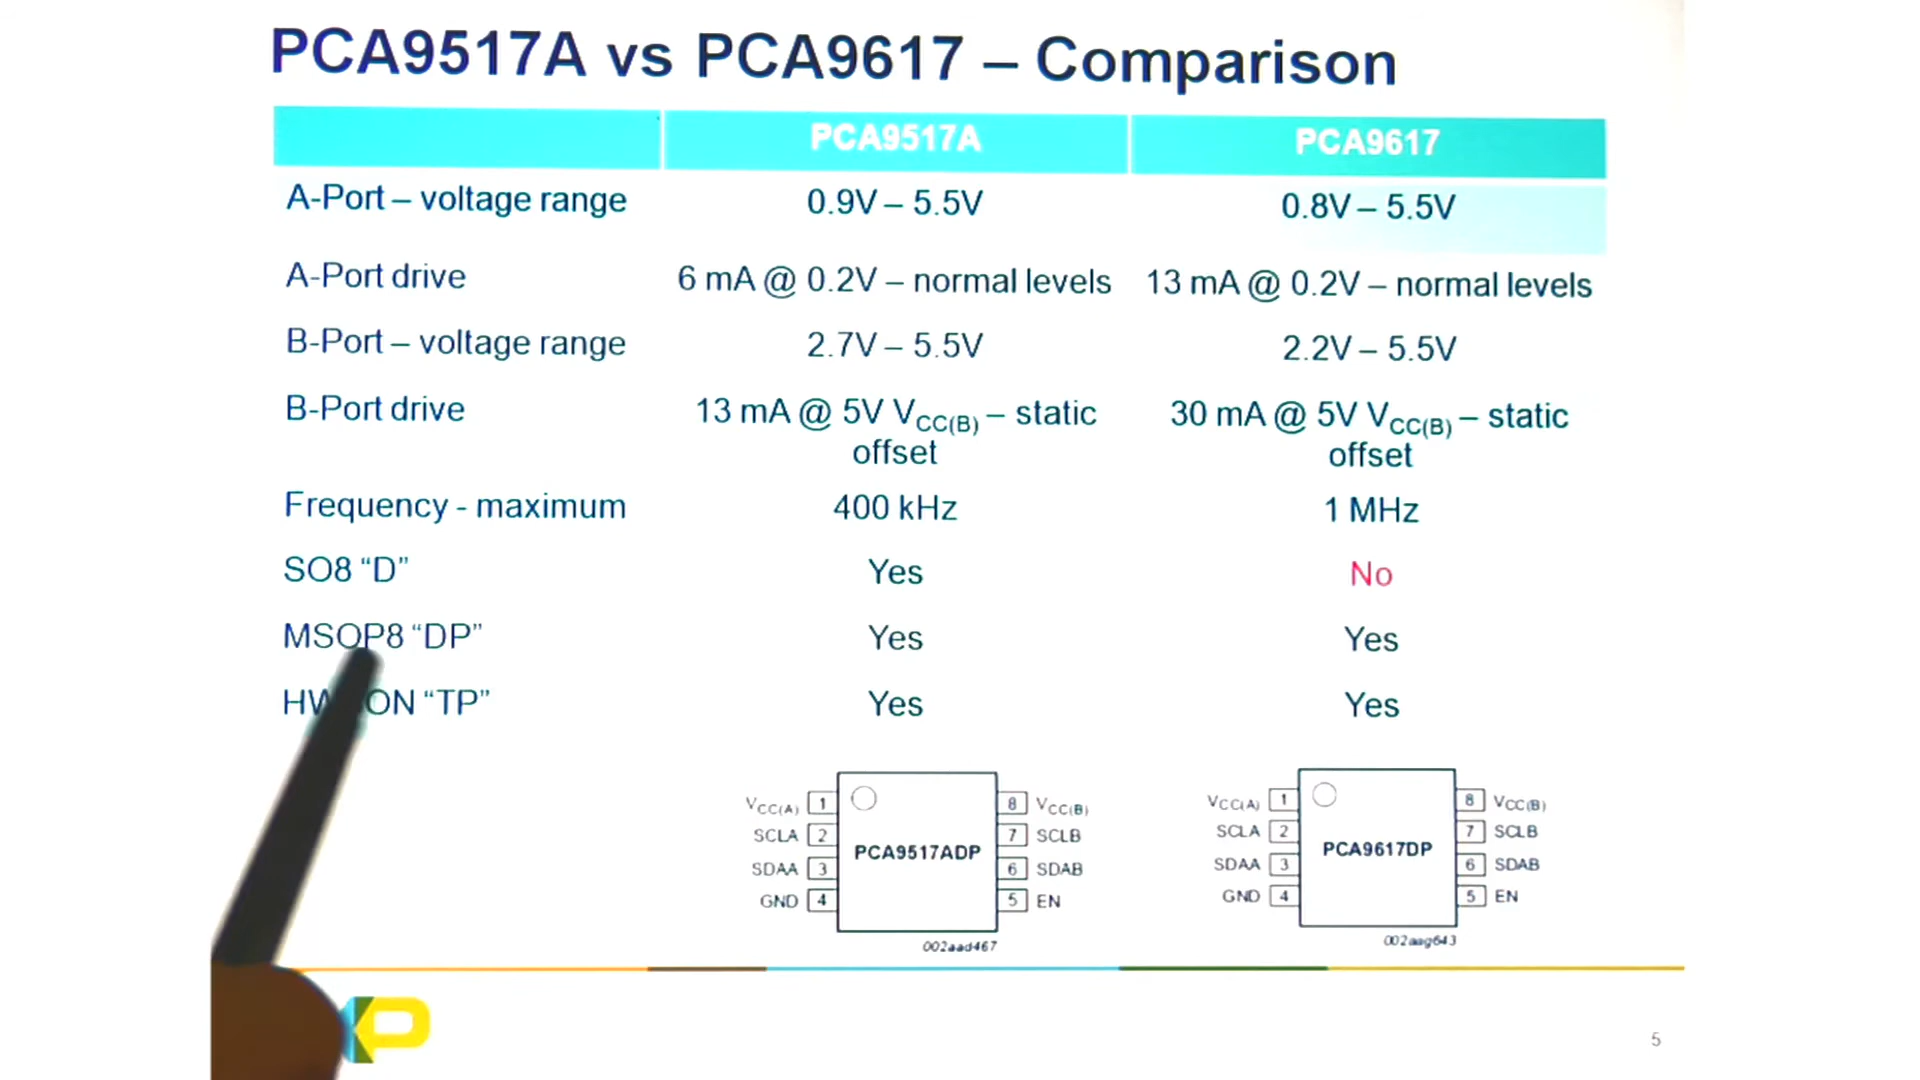 PCA9517A vs PCA9617 – Comparison
PCA9517A PCA9617
A-Port – voltage range 0.9V – 5.5V 0.8V – 5.5V
A-Port drive 6 mA @ 0.2V – normal levels 13 mA @ 0.2V – normal levels
B-Port – voltage range 2.7V – 5.5V 2.2V – 5.5V
B-Port drive 13 mA @ 5V VCC(B) – static offset 30 mA @ 5V VCC(B) – static offset
Frequency - maximum 400 kHz 1 MHz
SO8 “D” Yes No
MSOP8 “DP” Yes Yes
“TP” Yes Yes
VCC(A) 1 8 VCC(B)
SCLA 2 7 SCLB
PCA9517ADP
SDAA 3 6 SDAB
GND 4 5 EN
002aad467
VCC(A) 1 8 VCC(B)
SCLA 2 7 SCLB
PCA9617DP
SDAA 3 6 SDAB
GND 4 5 EN
002aag643
5